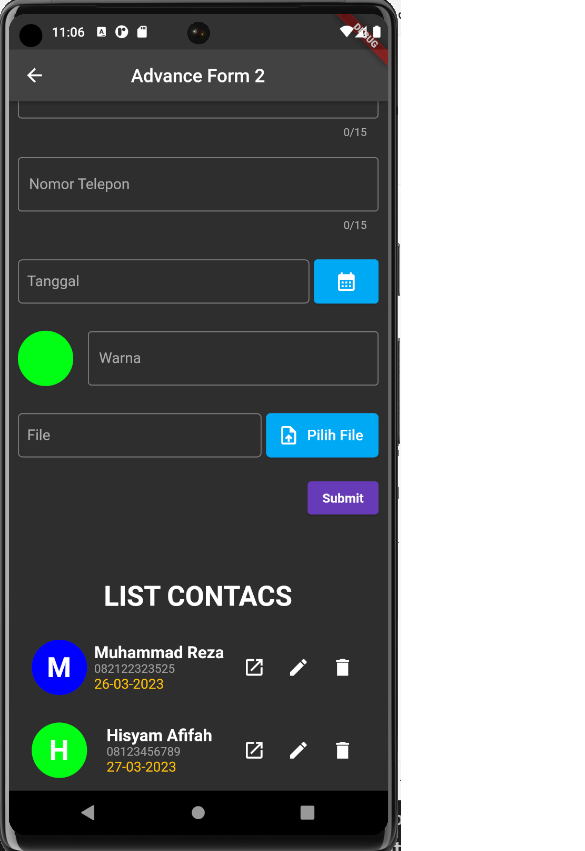 11:06
DEBUG
Advance Form 2
0/15
Nomor Telepon
0/15
Tanggal
Warna
File
Pilih File
Submit
LIST CONTACS
M
Muhammad Reza
082122323525
26-03-2023
H
Hisyam Afifah
08123456789
27-03-2023